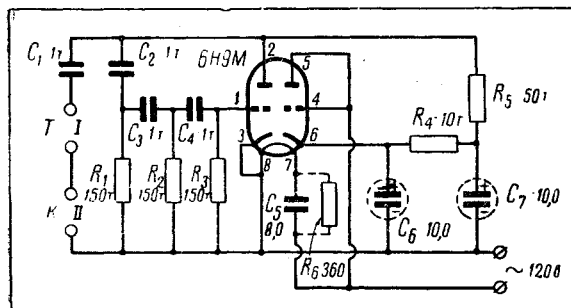 C₁ 1т
C₂ 1т
6Н9М
2
5
R₅ 50т
1
4
C₃ 1т
C₄ 1т
R₄ 10т
Т I
3
6
8
7
R₁ 150т
R₂ 150т
R₃ 150т
C₅ 8,0
C₆ 10,0
C₇ 10,0
К II
R₆ 360
~ 120в